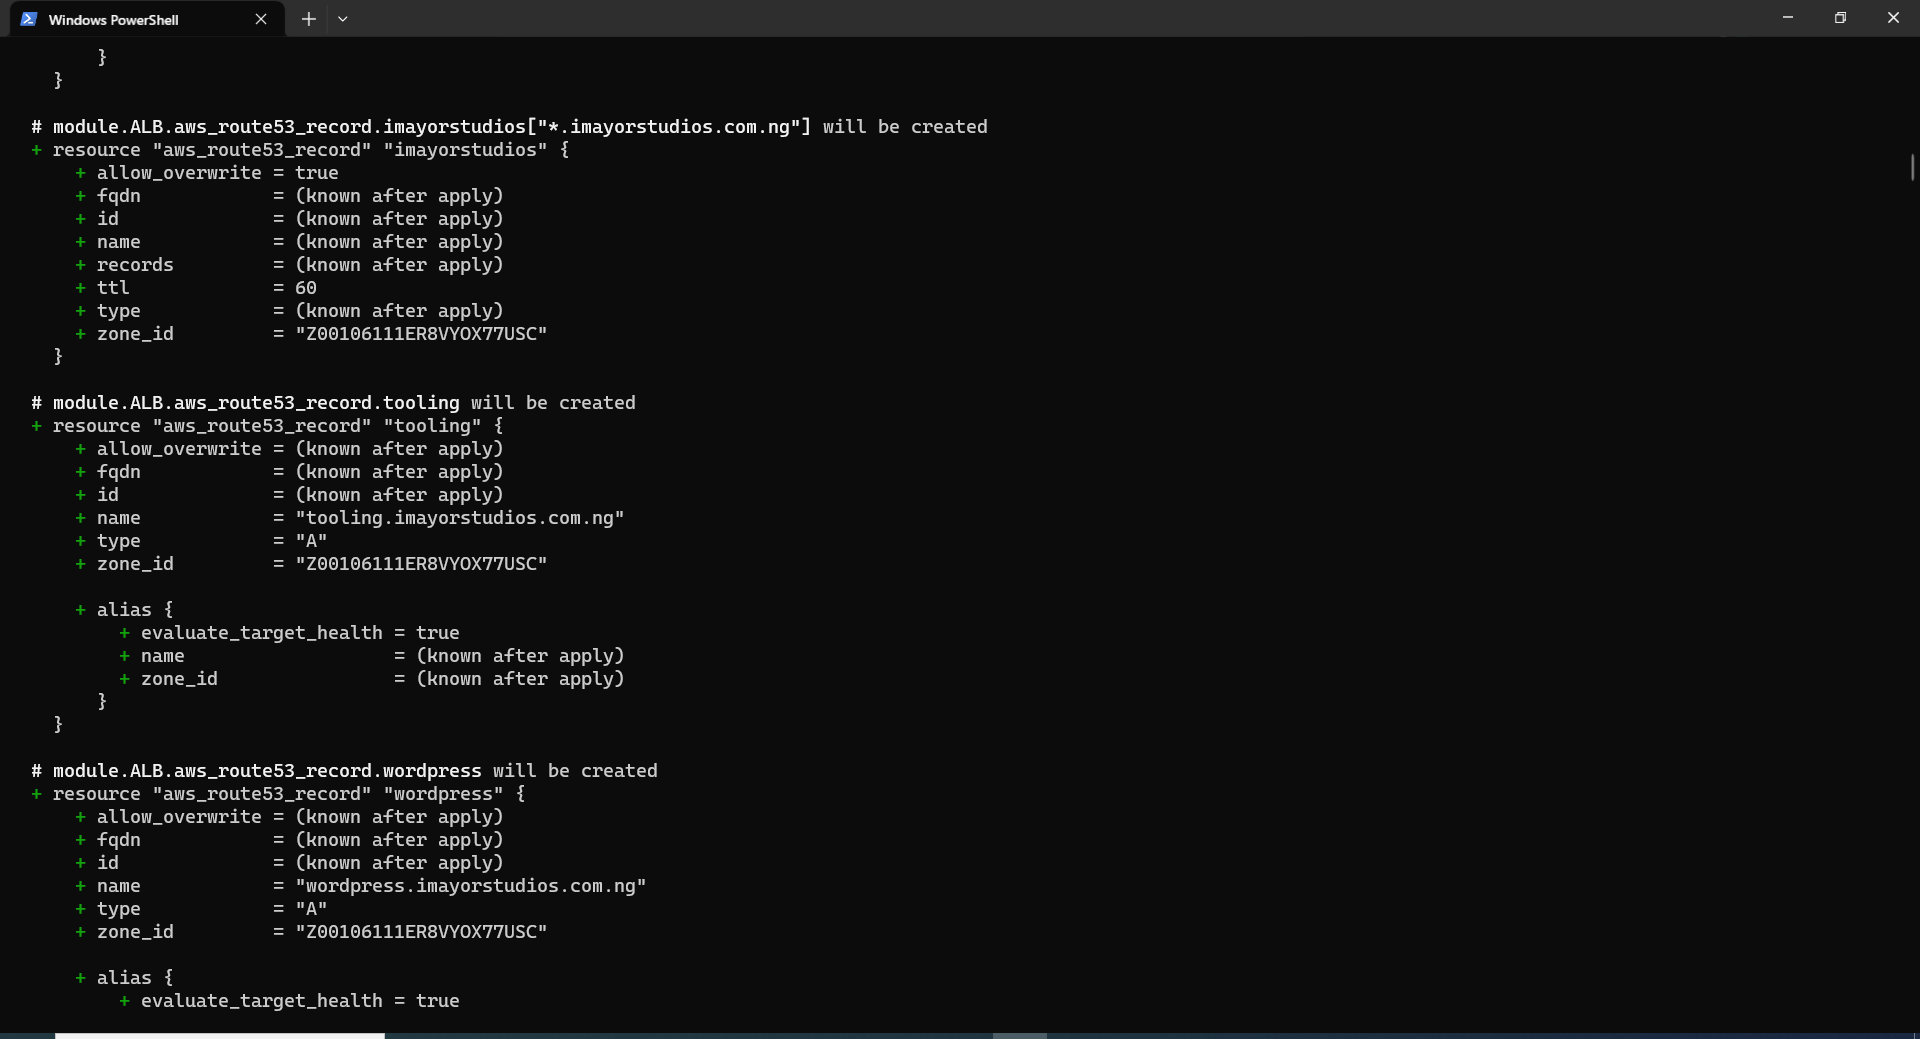 Windows PowerShell
        }
    }

  # module.ALB.aws_route53_record.imayorstudios["*.imayorstudios.com.ng"] will be created
  + resource "aws_route53_record" "imayorstudios" {
      + allow_overwrite = true
      + fqdn            = (known after apply)
      + id              = (known after apply)
      + name            = (known after apply)
      + records         = (known after apply)
      + ttl             = 60
      + type            = (known after apply)
      + zone_id         = "Z00106111ER8VYOX77USC"
    }

  # module.ALB.aws_route53_record.tooling will be created
  + resource "aws_route53_record" "tooling" {
      + allow_overwrite = (known after apply)
      + fqdn            = (known after apply)
      + id              = (known after apply)
      + name            = "tooling.imayorstudios.com.ng"
      + type            = "A"
      + zone_id         = "Z00106111ER8VYOX77USC"

      + alias {
          + evaluate_target_health = true
          + name                   = (known after apply)
          + zone_id                = (known after apply)
        }
    }

  # module.ALB.aws_route53_record.wordpress will be created
  + resource "aws_route53_record" "wordpress" {
      + allow_overwrite = (known after apply)
      + fqdn            = (known after apply)
      + id              = (known after apply)
      + name            = "wordpress.imayorstudios.com.ng"
      + type            = "A"
      + zone_id         = "Z00106111ER8VYOX77USC"

      + alias {
          + evaluate_target_health = true